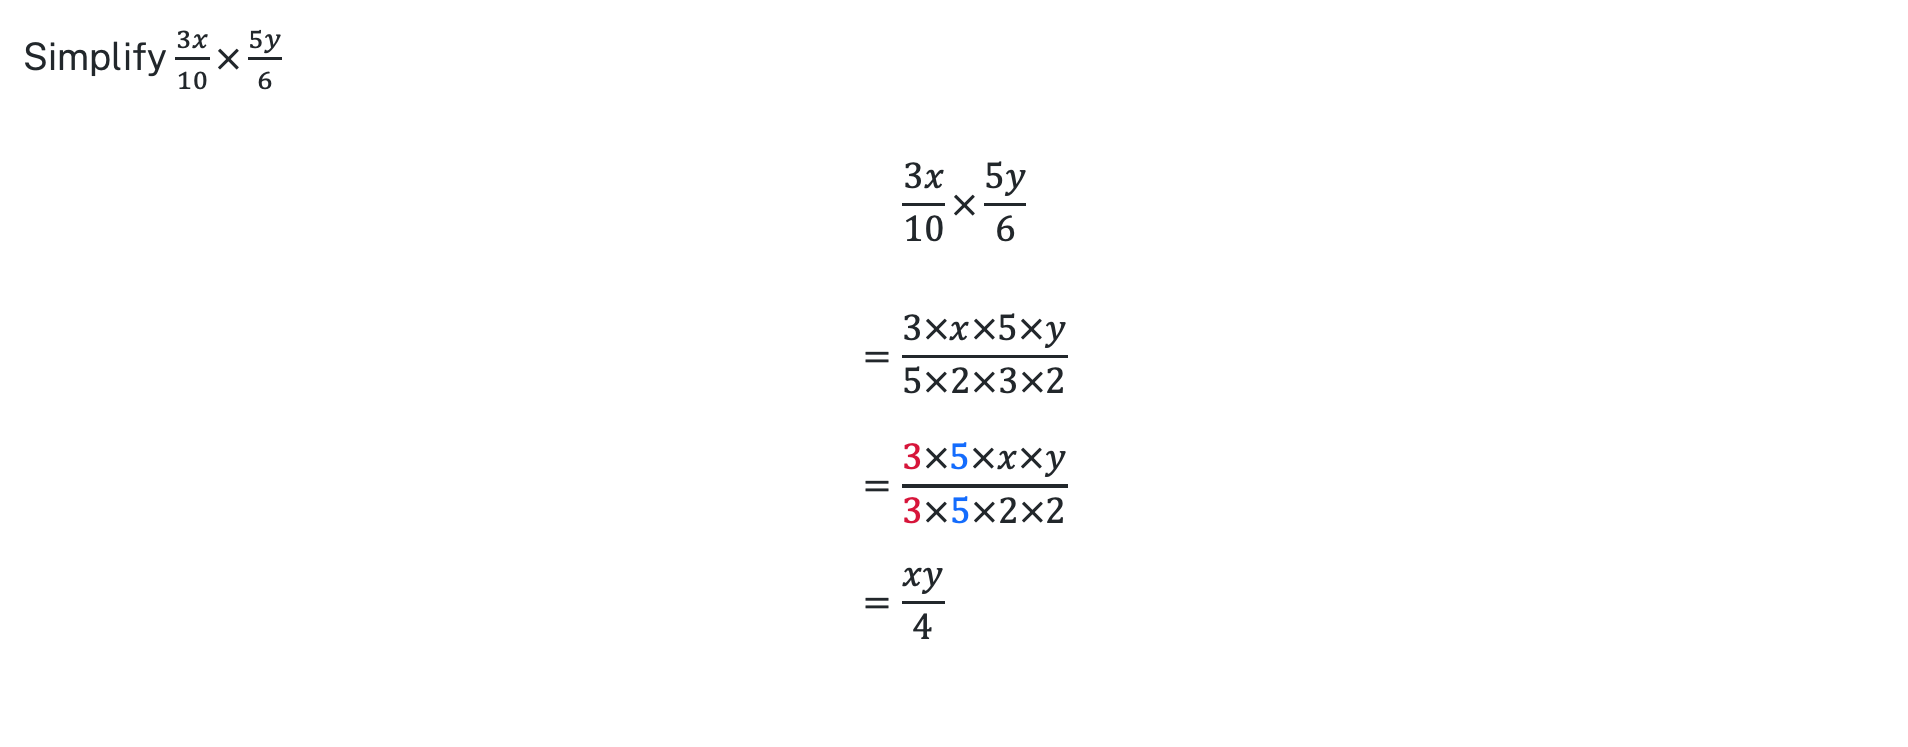 Simplify 3x/10 × 5y/6
3x/10 × 5y/6
= 3×x×5×y/5×2×3×2
= 3×5×x×y/3×5×2×2
= xy/4